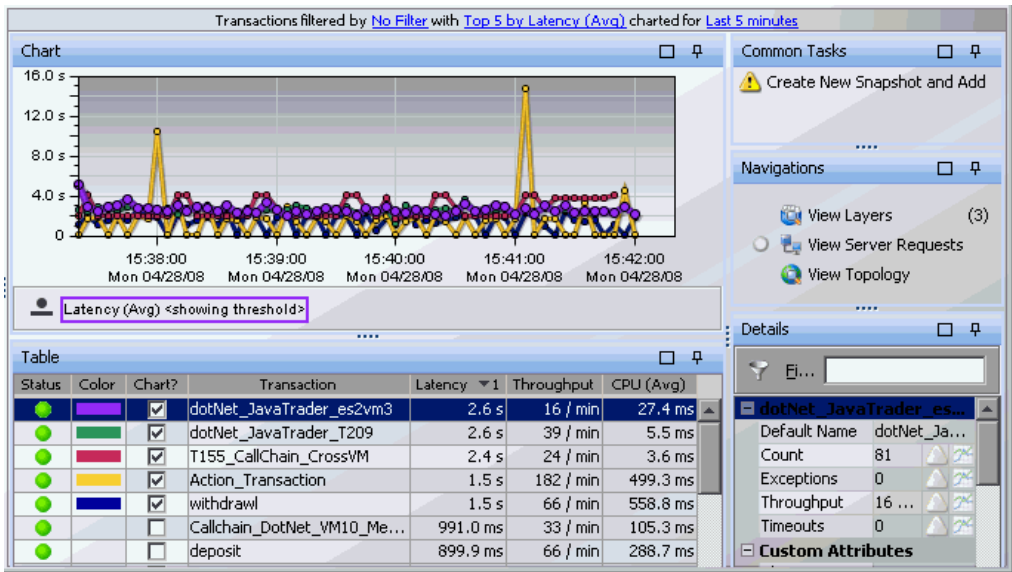 Transactions filtered by No Filter with Top 5 by Latency (Avg) charted for Last 5 minutes
Chart
16.0 s
12.0 s
8.0 s
4.0 s
0
15:38:00 15:39:00 15:40:00 15:41:00 15:42:00
Mon 04/28/08 Mon 04/28/08 Mon 04/28/08 Mon 04/28/08 Mon 04/28/08
Latency (Avg) <showing threshold>
Table
Status Color Chart? Transaction Latency 1 Throughput CPU (Avg)
dotNet_JavaTrader_es2vm3 2.6 s 16 / min 27.4 ms
dotNet_JavaTrader_T209 2.6 s 39 / min 5.5 ms
T155_CallChain_CrossVM 2.4 s 24 / min 3.6 ms
Action_Transaction 1.5 s 182 / min 499.3 ms
withdrawl 1.5 s 66 / min 558.8 ms
Callchain_DotNet_VM10_Me... 991.0 ms 33 / min 105.3 ms
deposit 899.9 ms 66 / min 288.7 ms
Common Tasks
Create New Snapshot and Add
Navigations
View Layers (3)
View Server Requests
View Topology
Details
Fi...
dotNet_JavaTrader_es...
Default Name dotNet_Ja...
Count 81
Exceptions 0
Throughput 16 ...
Timeouts 0
Custom Attributes